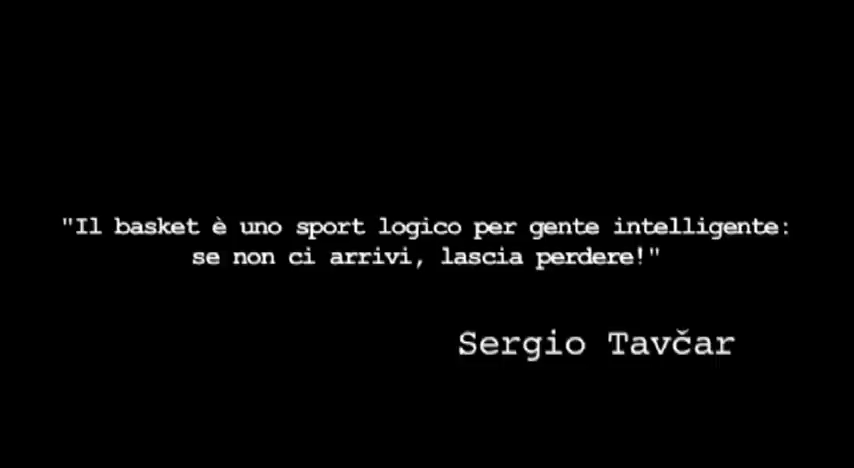 "Il basket è uno sport logico per gente intelligente:
se non ci arrivi, lascia perdere!"
Sergio Tavčar